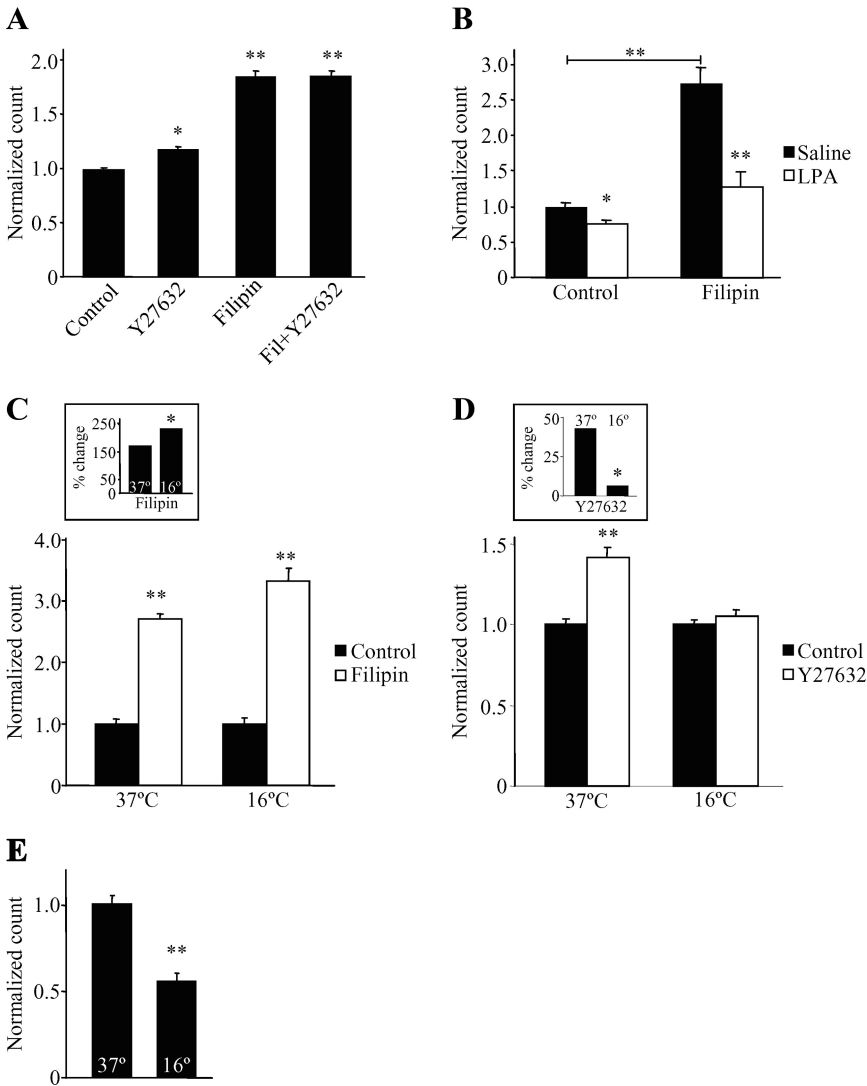 A
Normalized count
2.0
1.5
1.0
0.5
0
*
**
**
Control
Y27632
Filipin
Fil+Y27632
B
Normalized count
3.0
2.5
2.0
1.5
1.0
0.5
0
**
*
**
Control
Filipin
Saline
LPA
C
% change
250
150
50
0
*
37º 16º
Filipin
Normalized count
4.0
3.0
2.0
1.0
0
**
**
37ºC
16ºC
Control
Filipin
D
% change
50
25
0
37º 16º
*
Y27632
Normalized count
1.5
1.0
0.5
0
**
37ºC
16ºC
Control
Y27632
E
Normalized count
1.0
0.5
0
**
37º 16º